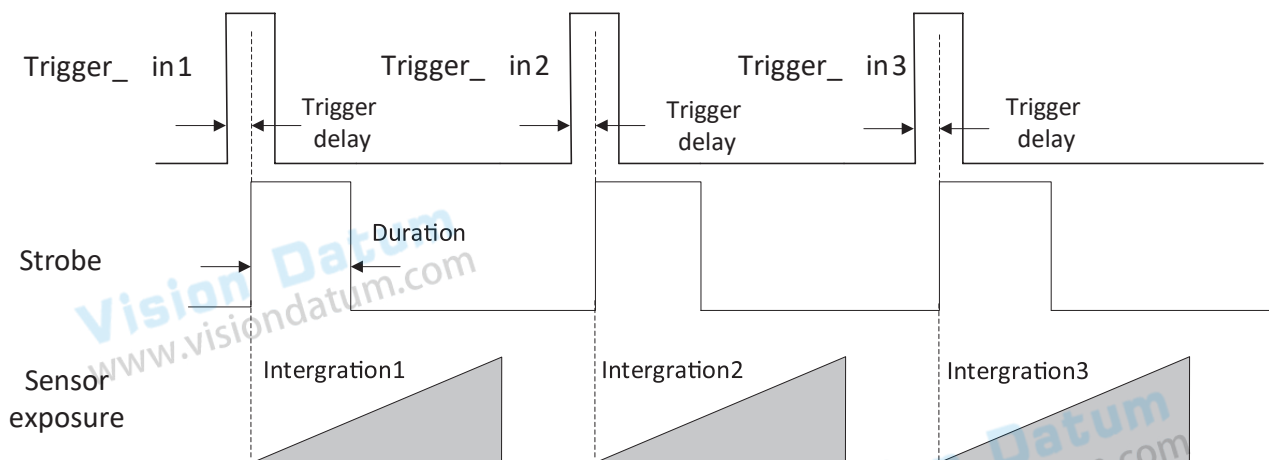 Trigger_ in1
Trigger_ in2
Trigger_ in3
Trigger
delay
Trigger
delay
Trigger
delay
Strobe
Duration
Vision Datum
www.visiondatum.com
Sensor
exposure
Intergration1
Intergration2
Intergration3
Datum
com